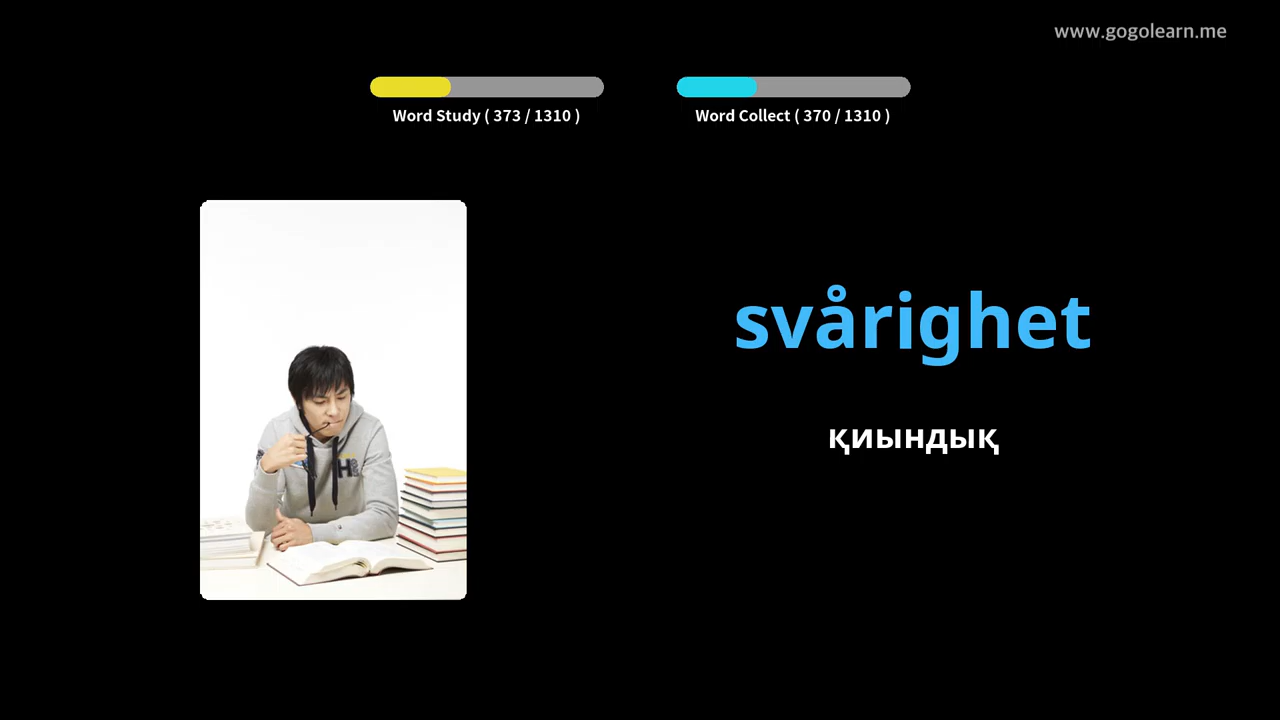 www.gogolearn.me
Word Study ( 373 / 1310 )
Word Collect ( 370 / 1310 )
svårighet
қиындық
H